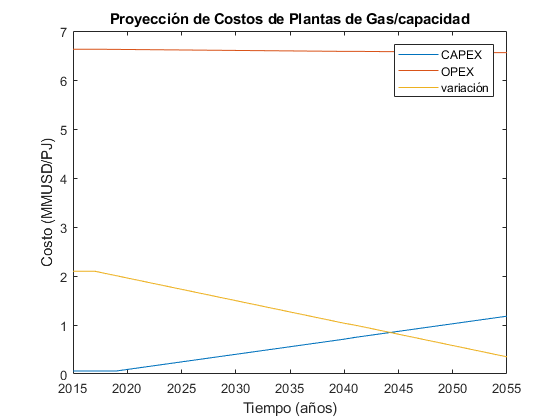 Proyección de Costos de Plantas de Gas/capacidad
7
6
5
4
3
2
1
0
Costo (MMUSD/PJ)
CAPEX
OPEX
variación
2015 2020 2025 2030 2035 2040 2045 2050 2055
Tiempo (años)